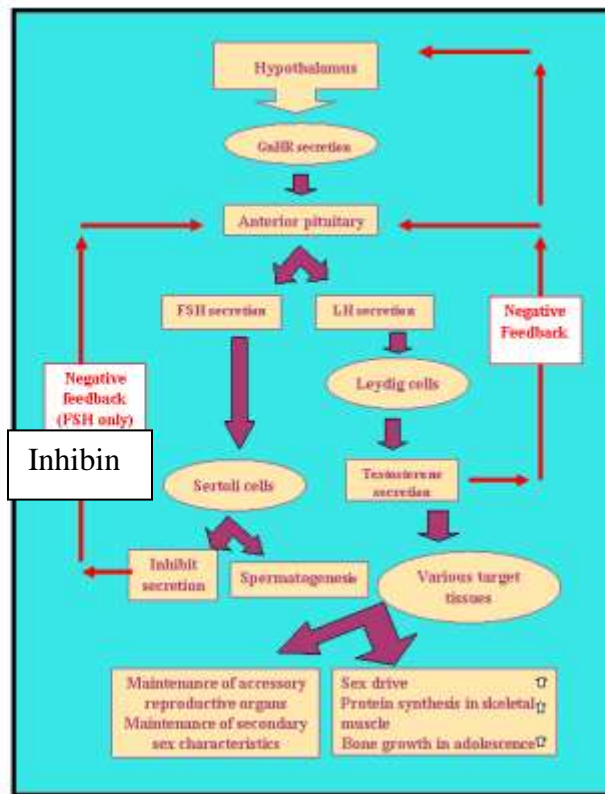 Hypothalamus
GnHR secretion
Anterior pituitary
FSH secretion
LH secretion
Negative
Feedback
Negative
feedback
(FSH only)
Leydig cells
Inhibin
Sertoli cells
Testosterone
secretion
Inhibit
secretion
Spermatogenesis
Various target
tissues
Maintenance of accessory
reproductive organs
Maintenance of secondary
sex characteristics
Sex drive
Protein synthesis in skeletal
muscle
Bone growth in adolescence